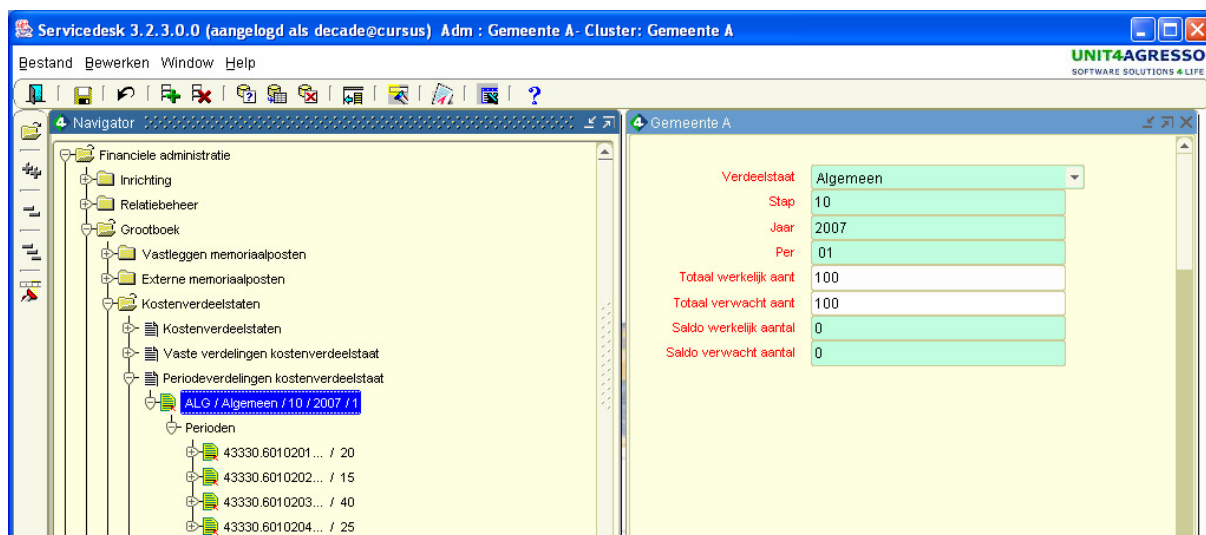 Servicedesk 3.2.3.0.0 (aangelogd als decade@cursus) Adm : Gemeente A- Cluster: Gemeente A
Bestand Bewerken Window Help
UNIT4AGRESSO
SOFTWARE SOLUTIONS 4 LIFE
4 Navigator
Financiele administratie
Inrichting
Relatiebeheer
Grootboek
Vastleggen memoriaalposten
Externe memoriaalposten
Kostenverdeelstaten
Kostenverdeelstaten
Vaste verdelingen kostenverdeelstaat
Periodeverdelingen kostenverdeelstaat
ALG / Algemeen / 10 / 2007 / 1
Perioden
43330.6010201... / 20
43330.6010202... / 15
43330.6010203... / 40
43330.6010204... / 25
4 Gemeente A
Verdeelstaat Algemeen
Stap 10
Jaar 2007
Per 01
Totaal werkelijk aant 100
Totaal verwacht aant 100
Saldo werkelijk aantal 0
Saldo verwacht aantal 0